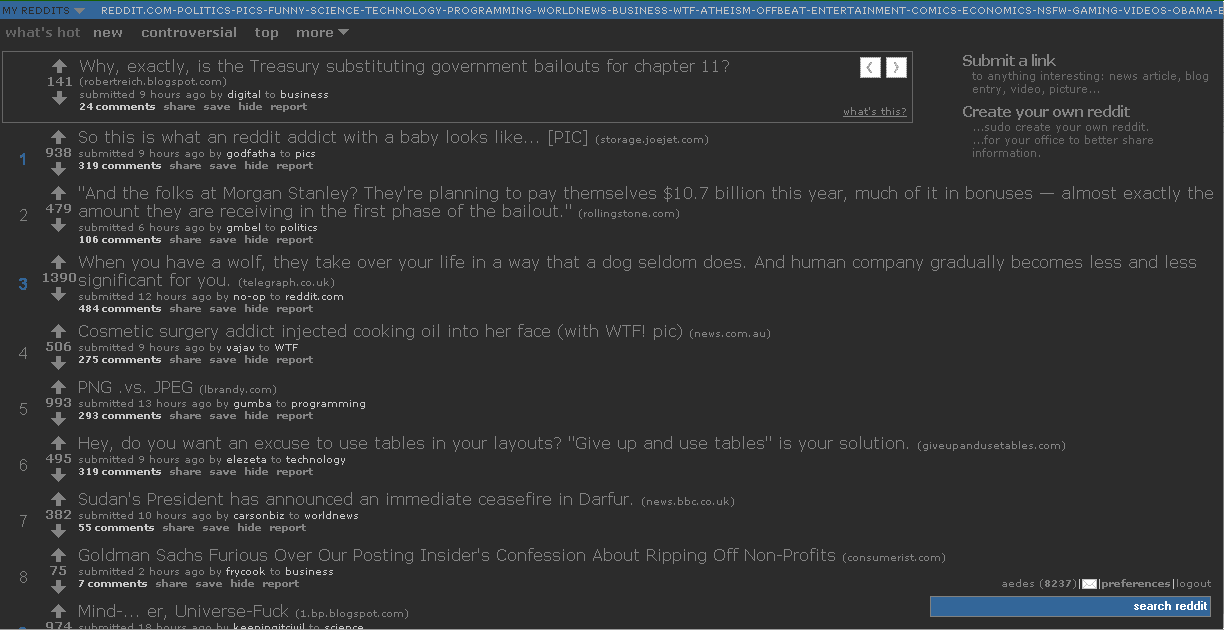 MY REDDITS REDDIT.COM-POLITICS-PICS-FUNNY-SCIENCE-TECHNOLOGY-PROGRAMMING-WORLDNEWS-BUSINESS-WTF-ATHEISM-OFFBEAT-ENTERTAINMENT-COMICS-ECONOMICS-NSFW-GAMING-VIDEOS-OBAMA-
what's hot new controversial top more
Why, exactly, is the Treasury substituting government bailouts for chapter 11?
141 (robertreich.blogspot.com)
submitted 9 hours ago by digital to business
24 comments share save hide report
what's this?
Submit a link
to anything interesting: news article, blog
entry, video, picture...
Create your own reddit
...sudo create your own reddit.
...for your office to better share
information.
So this is what an reddit addict with a baby looks like... [PIC] (storage.joejet.com)
1 938 submitted 9 hours ago by godfatha to pics
319 comments share save hide report
"And the folks at Morgan Stanley? They're planning to pay themselves $10.7 billion this year, much of it in bonuses — almost exactly the
2 479 amount they are receiving in the first phase of the bailout." (rollingstone.com)
submitted 6 hours ago by gmbel to politics
106 comments share save hide report
When you have a wolf, they take over your life in a way that a dog seldom does. And human company gradually becomes less and less
3 1390 significant for you. (telegraph.co.uk)
submitted 12 hours ago by no-op to reddit.com
484 comments share save hide report
Cosmetic surgery addict injected cooking oil into her face (with WTF! pic) (news.com.au)
4 506 submitted 9 hours ago by vajav to WTF
275 comments share save hide report
PNG .vs. JPEG (lbrandy.com)
5 993 submitted 13 hours ago by gumba to programming
293 comments share save hide report
Hey, do you want an excuse to use tables in your layouts? "Give up and use tables" is your solution. (giveupandusetables.com)
6 495 submitted 9 hours ago by elezeta to technology
319 comments share save hide report
Sudan's President has announced an immediate ceasefire in Darfur. (news.bbc.co.uk)
7 382 submitted 10 hours ago by carsonbiz to worldnews
55 comments share save hide report
Goldman Sachs Furious Over Our Posting Insider's Confession About Ripping Off Non-Profits (consumerist.com)
8 75 submitted 2 hours ago by frycook to business
7 comments share save hide report
aedes (8237)| |preferences|logout
search reddit
Mind-... er, Universe-Fuck (1.bp.blogspot.com)
974 submitted 18 hours ago by keepingitcivil to science